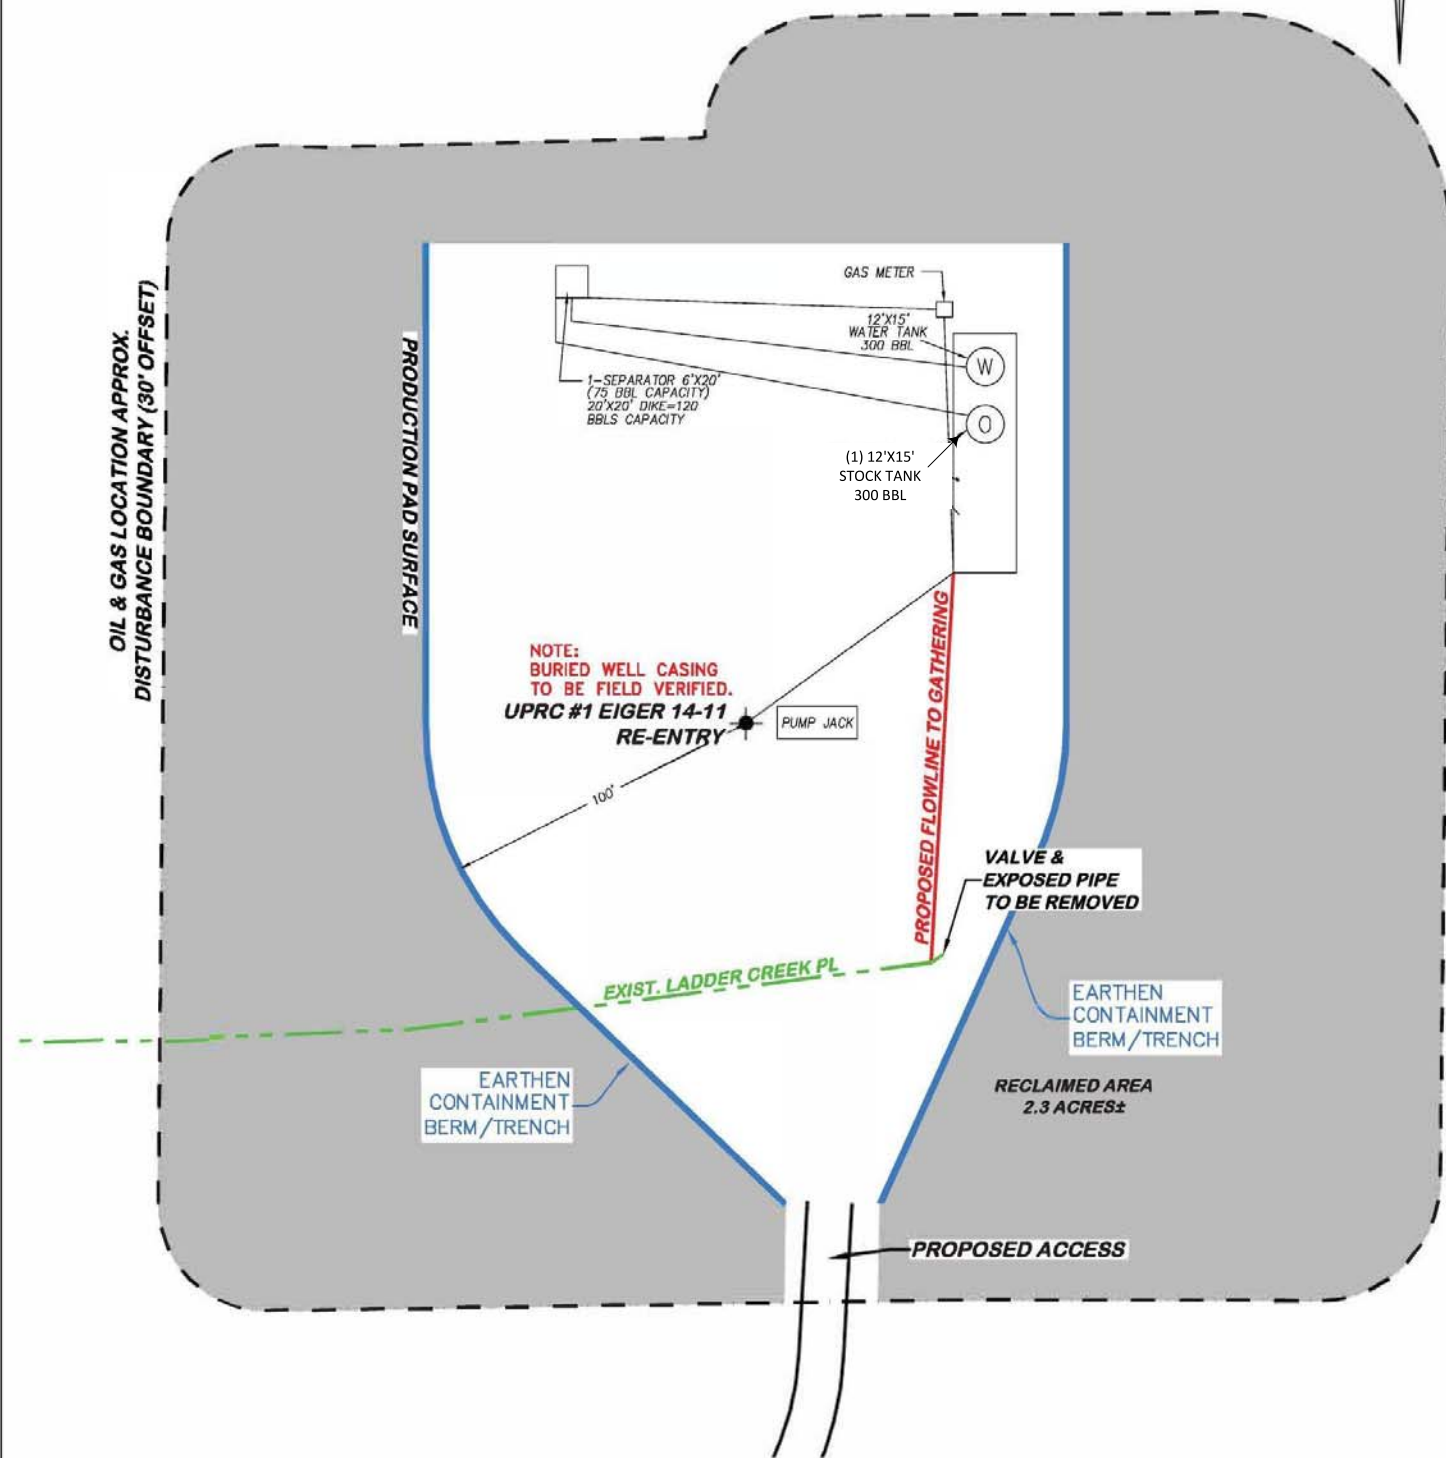 GAS METER
12'X15'
WATER TANK
300 BBL
W
O
1-SEPARATOR 6'X20'
(75 BBL CAPACITY)
20'X20' DIKE=120
BBLS CAPACITY
(1) 12'X15'
STOCK TANK
300 BBL
OIL & GAS LOCATION APPROX.
DISTURBANCE BOUNDARY (30' OFFSET)
PRODUCTION PAD SURFACE
NOTE:
BURIED WELL CASING
TO BE FIELD VERIFIED.
UPRC #1 EIGER 14-11
RE-ENTRY
PUMP JACK
100'
PROPOSED FLOWLINE TO GATHERING
VALVE &
EXPOSED PIPE
TO BE REMOVED
EXIST. LADDER CREEK PL
EARTHEN
CONTAINMENT
BERM/TRENCH
EARTHEN
CONTAINMENT
BERM/TRENCH
RECLAIMED AREA
2.3 ACRES±
PROPOSED ACCESS